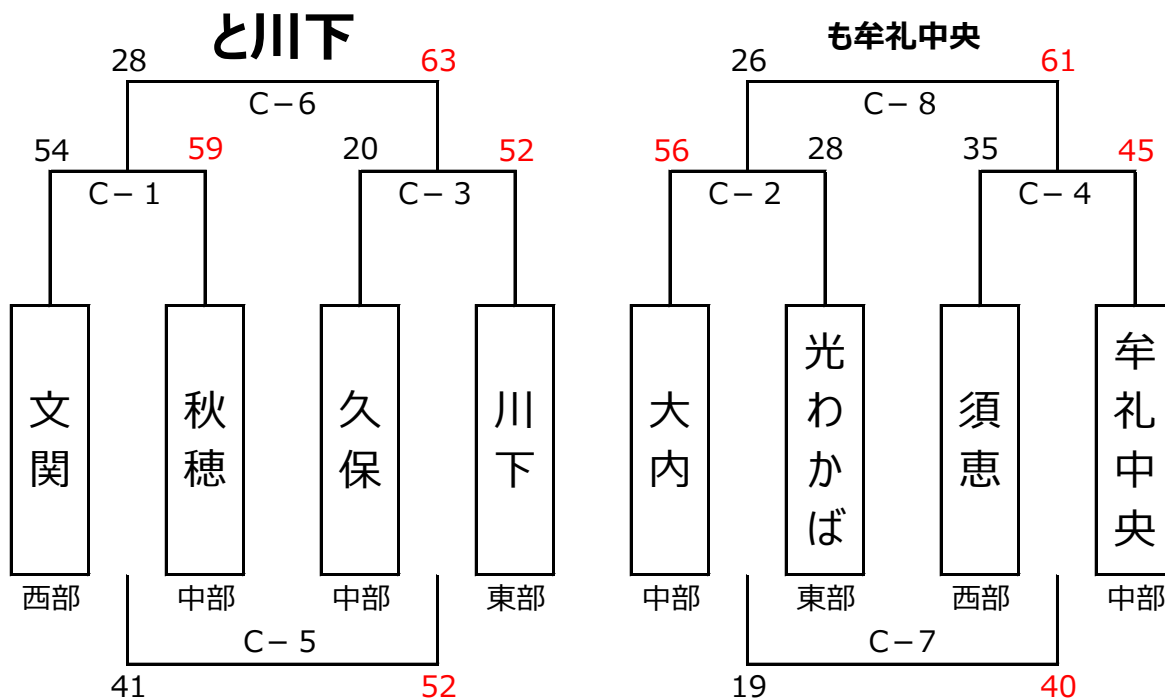 と川下
も牟礼中央
28
63
26
61
C−6
C−8
54
59
20
52
56
28
35
45
C−1
C−3
C−2
C−4
文関
秋穂
久保
川下
大内
光わかば
須恵
牟礼中央
西部
中部
中部
東部
中部
東部
西部
中部
C−5
C−7
41
52
19
40